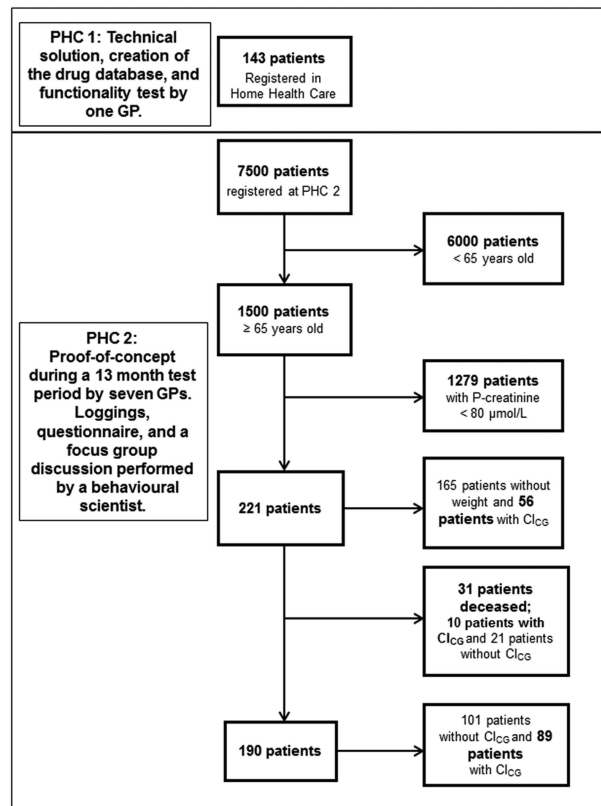 PHC 1: Technical
solution, creation of
the drug database, and
functionality test by
one GP.
143 patients
Registered in
Home Health Care
7500 patients
registered at PHC 2
6000 patients
< 65 years old
1500 patients
≥ 65 years old
PHC 2:
Proof-of-concept
during a 13 month test
period by seven GPs.
Loggings,
questionnaire, and a
focus group
discussion performed
by a behavioural
scientist.
1279 patients
with P-creatinine
< 80 µmol/L
221 patients
165 patients without
weight and 56
patients with ClCG
31 patients
deceased;
10 patients with
ClCG and 21 patients
without ClCG
190 patients
101 patients
without ClCG and 89
patients
with ClCG